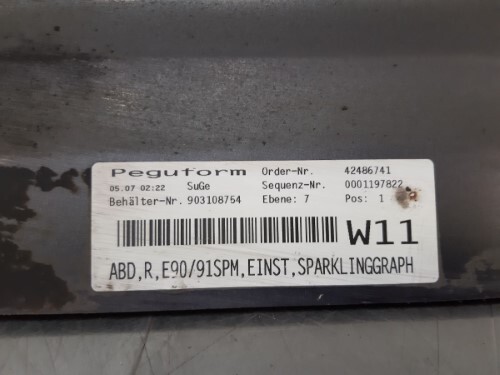 Peguform Order-Nr. 42486741
05.07 02:22 SuGe Sequenz-Nr. 0001197822
Behälter-Nr. 903108754 Ebene: 7 Pos: 1
W11
ABD,R,E90/91SPM,EINST,SPARKLINGGRAPH